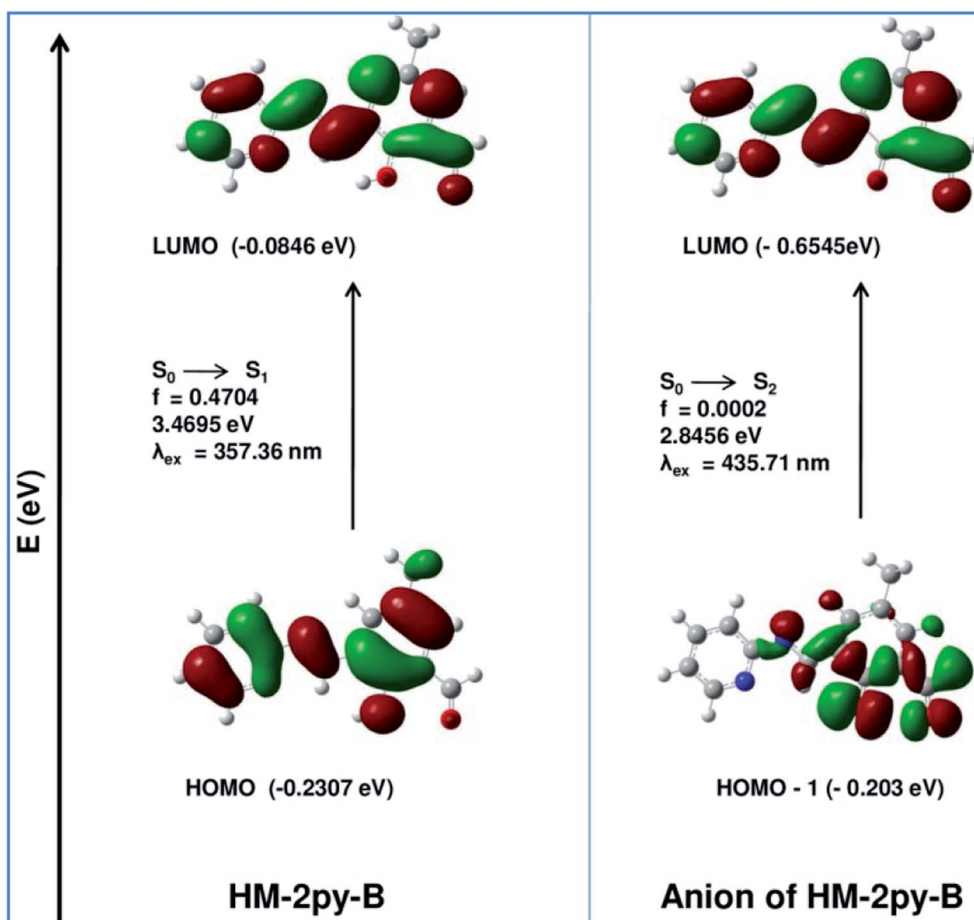 E (eV)
LUMO (-0.0846 eV)
S0 → S1
f = 0.4704
3.4695 eV
λex = 357.36 nm
HOMO (-0.2307 eV)
HM-2py-B
LUMO (- 0.6545eV)
S0 → S2
f = 0.0002
2.8456 eV
λex = 435.71 nm
HOMO - 1 (- 0.203 eV)
Anion of HM-2py-B